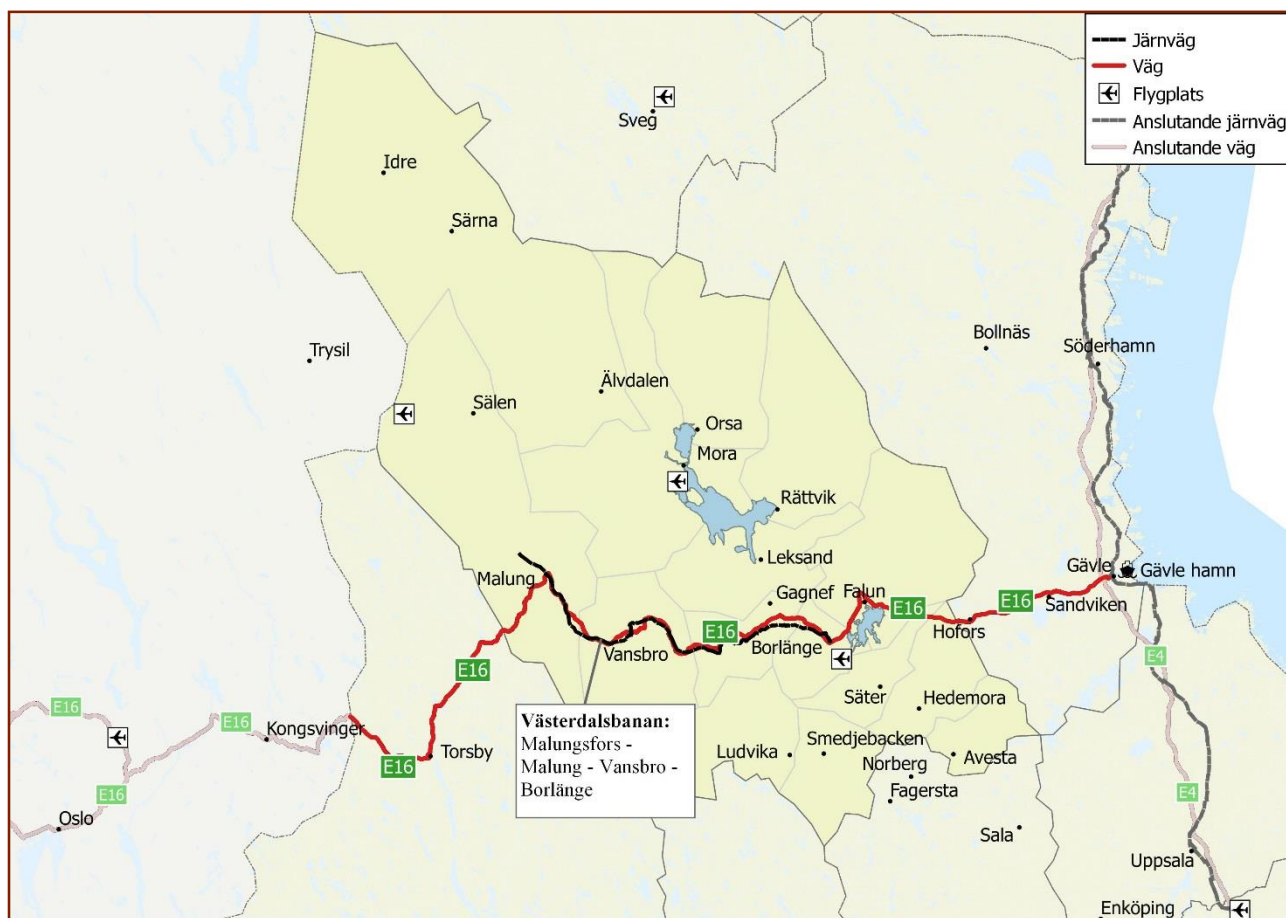 Järnväg
Väg
Flygplats
Anslutande järnväg
Anslutande väg
Sveg
Idre
Särna
Trysil
Bollnäs
Söderhamn
Älvdalen
Sälen
Orsa
Mora
Rättvik
Leksand
Malung
Gävle
Gävle hamn
Gagnef
Falun
E16
E16
Sandviken
Hofors
E16
Vansbro
Borlänge
E4
E16
Säter
Hedemora
Västerdalsbanan:
Malungsfors -
Malung - Vansbro -
Borlänge
E16
E16
Kongsvinger
Torsby
E16
Ludvika
Smedjebacken
Norberg
Avesta
Fagersta
E16
E4
Oslo
Sala
Uppsala
Enköping